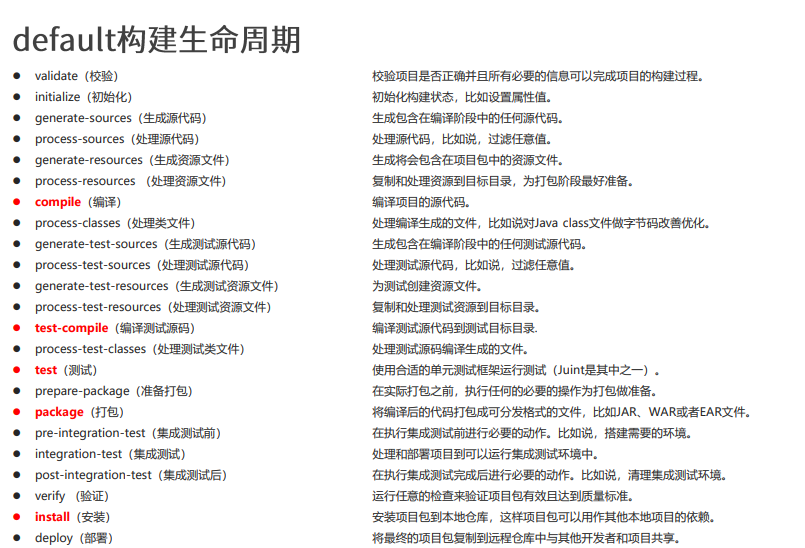 default构建生命周期
validate（校验） 校验项目是否正确并且所有必要的信息可以完成项目的构建过程。
initialize（初始化） 初始化构建状态，比如设置属性值。
generate-sources（生成源代码） 生成包含在编译阶段中的任何源代码。
process-sources（处理源代码） 处理源代码，比如说，过滤任意值。
generate-resources（生成资源文件） 生成将会包含在项目包中的资源文件。
process-resources （处理资源文件） 复制和处理资源到目标目录，为打包阶段最好准备。
compile（编译） 编译项目的源代码。
process-classes（处理类文件） 处理编译生成的文件，比如说对Java class文件做字节码改善优化。
generate-test-sources（生成测试源代码） 生成包含在编译阶段中的任何测试源代码。
process-test-sources（处理测试源代码） 处理测试源代码，比如说，过滤任意值。
generate-test-resources（生成测试资源文件） 为测试创建资源文件。
process-test-resources（处理测试资源文件） 复制和处理测试资源到目标目录。
test-compile（编译测试源码） 编译测试源代码到测试目标目录.
process-test-classes（处理测试类文件） 处理测试源码编译生成的文件。
test（测试） 使用合适的单元测试框架运行测试（Juint是其中之一）。
prepare-package（准备打包） 在实际打包之前，执行任何的必要的操作为打包做准备。
package（打包） 将编译后的代码打包成可分发格式的文件，比如JAR、WAR或者EAR文件。
pre-integration-test（集成测试前） 在执行集成测试前进行必要的动作。比如说，搭建需要的环境。
integration-test（集成测试） 处理和部署项目到可以运行集成测试环境中。
post-integration-test（集成测试后） 在执行集成测试完成后进行必要的动作。比如说，清理集成测试环境。
verify （验证） 运行任意的检查来验证项目包有效且达到质量标准。
install（安装） 安装项目包到本地仓库，这样项目包可以用作其他本地项目的依赖。
deploy（部署） 将最终的项目包复制到远程仓库中与其他开发者和项目共享。